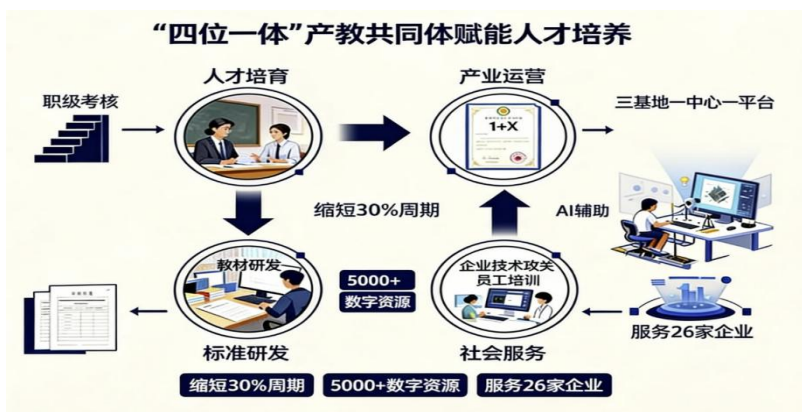 “四位一体”产教共同体赋能人才培养
人才培育
产业运营
职级考核
1+X
三基地一中心一平台
缩短30%周期
AI辅助
教材研发
5000+
数字资源
企业技术攻关
员工培训
标准研发
社会服务
服务26家企业
缩短30%周期
5000+数字资源
服务26家企业